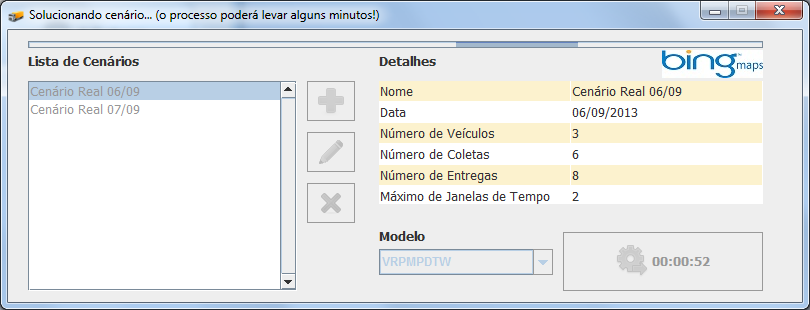 Solucionando cenário... (o processo poderá levar alguns minutos!)
Lista de Cenários
Cenário Real 06/09
Cenário Real 07/09
Detalhes
bing™ maps
Nome Cenário Real 06/09
Data 06/09/2013
Número de Veículos 3
Número de Coletas 6
Número de Entregas 8
Máximo de Janelas de Tempo 2
Modelo
VRPMPDTW
00:00:52